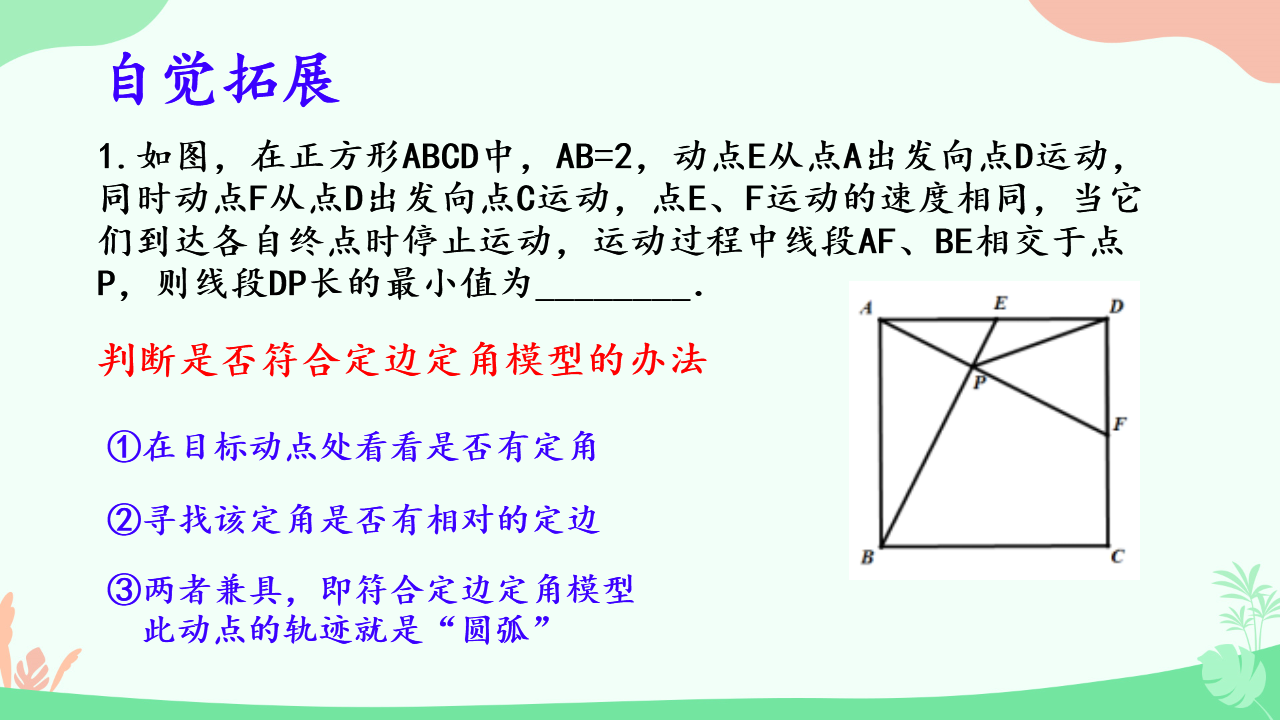 自觉拓展
1.如图，在正方形ABCD中，AB=2，动点E从点A出发向点D运动，
同时动点F从点D出发向点C运动，点E、F运动的速度相同，当它
们到达各自终点时停止运动，运动过程中线段AF、BE相交于点
P，则线段DP长的最小值为________．
A
E
D
P
F
B
C
判断是否符合定边定角模型的办法
①在目标动点处看看是否有定角
②寻找该定角是否有相对的定边
③两者兼具，即符合定边定角模型
此动点的轨迹就是“圆弧”